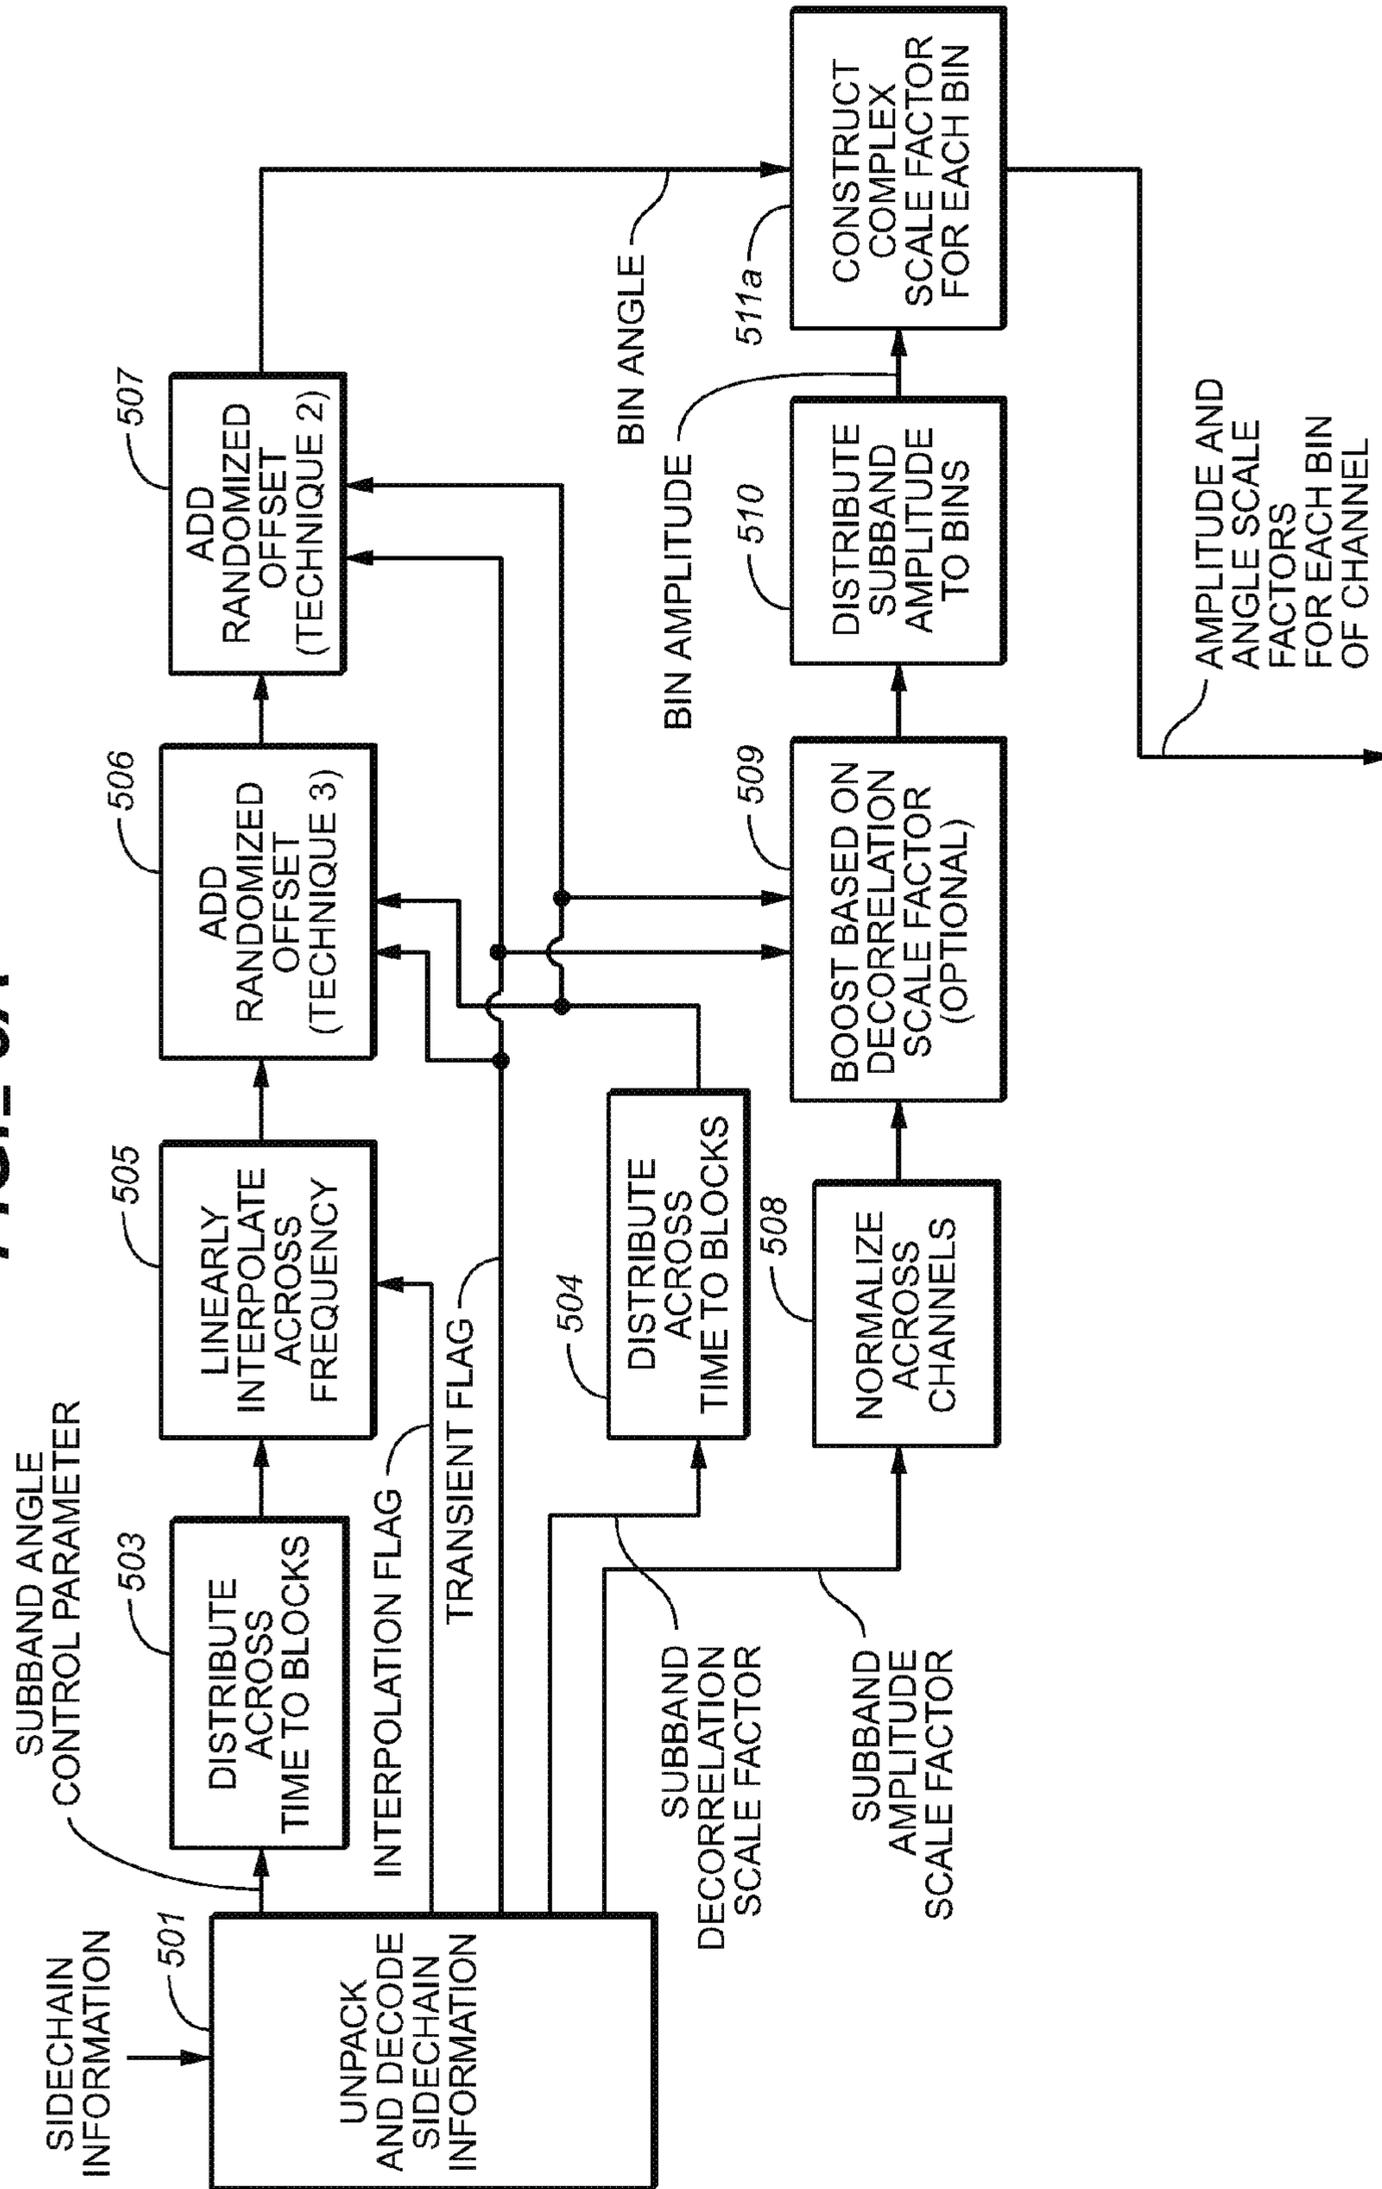 SIDECHAIN
INFORMATION
501
UNPACK
AND DECODE
SIDECHAIN
INFORMATION
SUBBAND ANGLE
CONTROL PARAMETER
503
DISTRIBUTE
ACROSS
TIME TO BLOCKS
505
LINEARLY
INTERPOLATE
ACROSS
FREQUENCY
506
ADD
RANDOMIZED
OFFSET
(TECHNIQUE 3)
507
ADD
RANDOMIZED
OFFSET
(TECHNIQUE 2)
INTERPOLATION FLAG
TRANSIENT FLAG
504
DISTRIBUTE
ACROSS
TIME TO BLOCKS
SUBBAND
DECORRELATION
SCALE FACTOR
SUBBAND
AMPLITUDE
SCALE FACTOR
508
NORMALIZE
ACROSS
CHANNELS
509
BOOST BASED ON
DECORRELATION
SCALE FACTOR
(OPTIONAL)
510
DISTRIBUTE
SUBBAND
AMPLITUDE
TO BINS
BIN AMPLITUDE
BIN ANGLE
511a
CONSTRUCT
COMPLEX
SCALE FACTOR
FOR EACH BIN
AMPLITUDE AND
ANGLE SCALE
FACTORS
FOR EACH BIN
OF CHANNEL